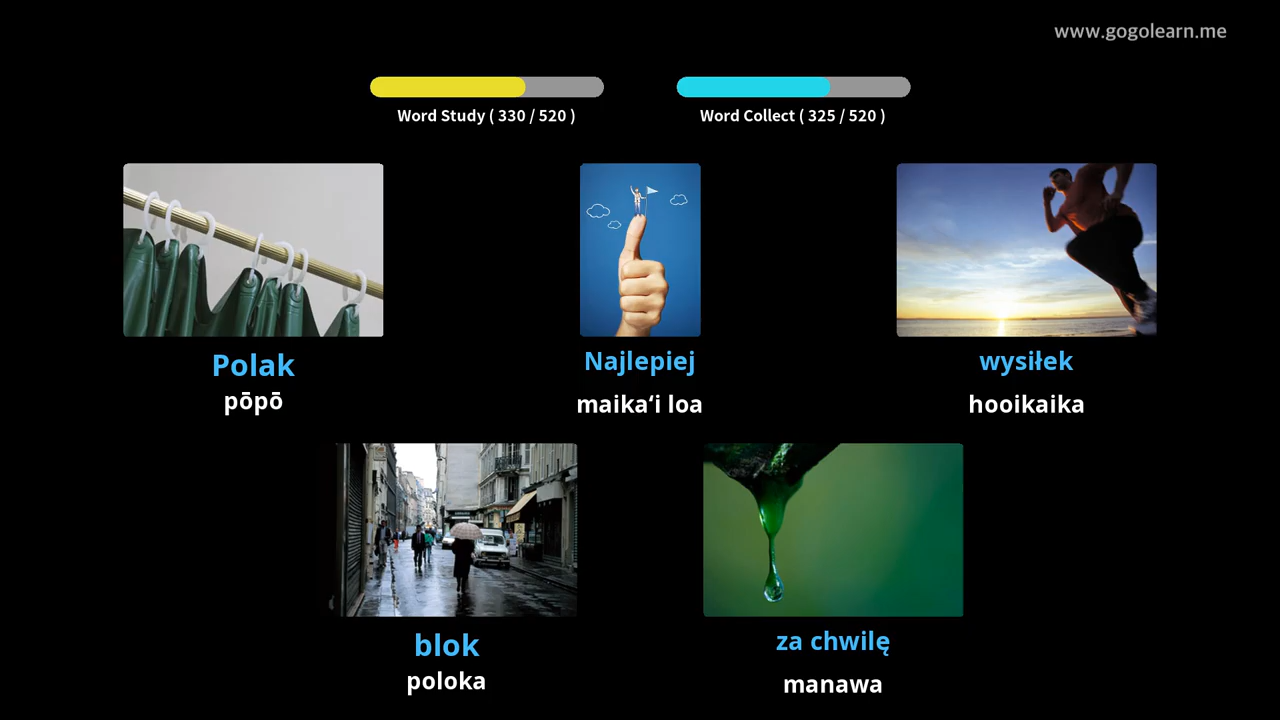 www.gogolearn.me
Word Study ( 330 / 520 )
Word Collect ( 325 / 520 )
Polak
pōpō
Najlepiej
maikaʻi loa
wysiłek
hooikaika
blok
poloka
za chwilę
manawa